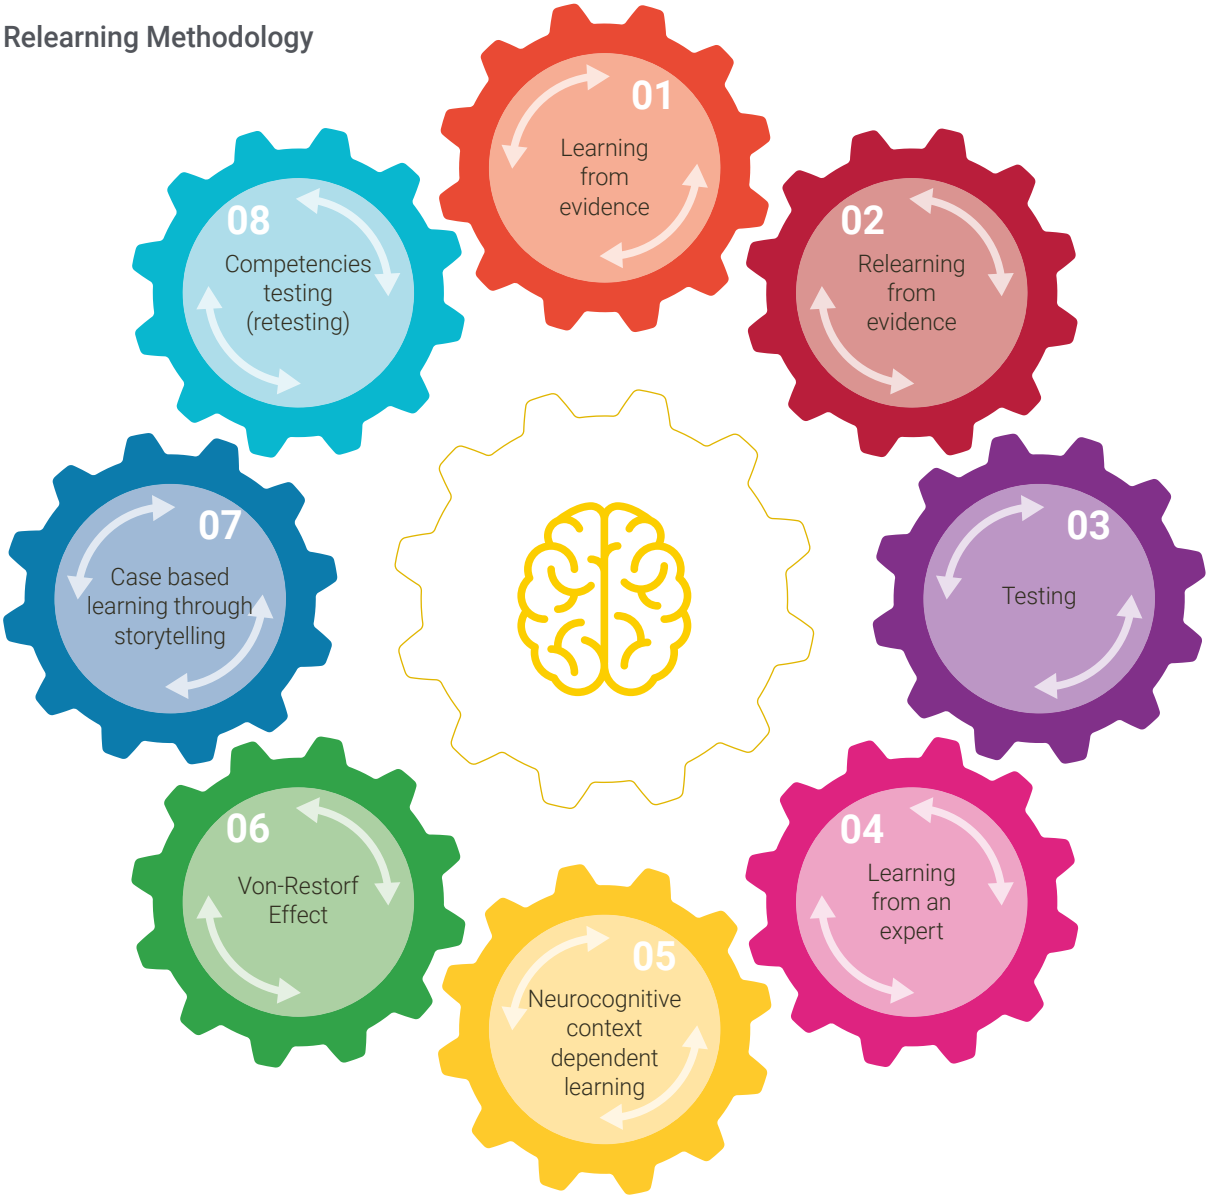 Relearning Methodology
01
Learning
from
evidence
02
Relearning
from
evidence
03
Testing
04
Learning
from an
expert
05
Neurocognitive
context
dependent
learning
06
Von-Restorf
Effect
07
Case based
learning through
storytelling
08
Competencies
testing
(retesting)